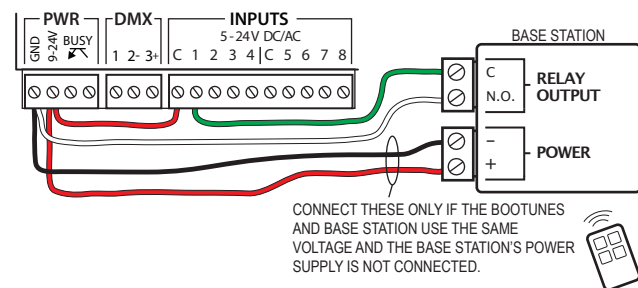 PWR
DMX
INPUTS
5-24V DC/AC
GND
9-24V
BUSY
1 2- 3+
C 1 2 3 4 | C 5 6 7 8
BASE STATION
C
N.O.
RELAY
OUTPUT
–
+
POWER
CONNECT THESE ONLY IF THE BOOTUNES
AND BASE STATION USE THE SAME
VOLTAGE AND THE BASE STATION'S POWER
SUPPLY IS NOT CONNECTED.